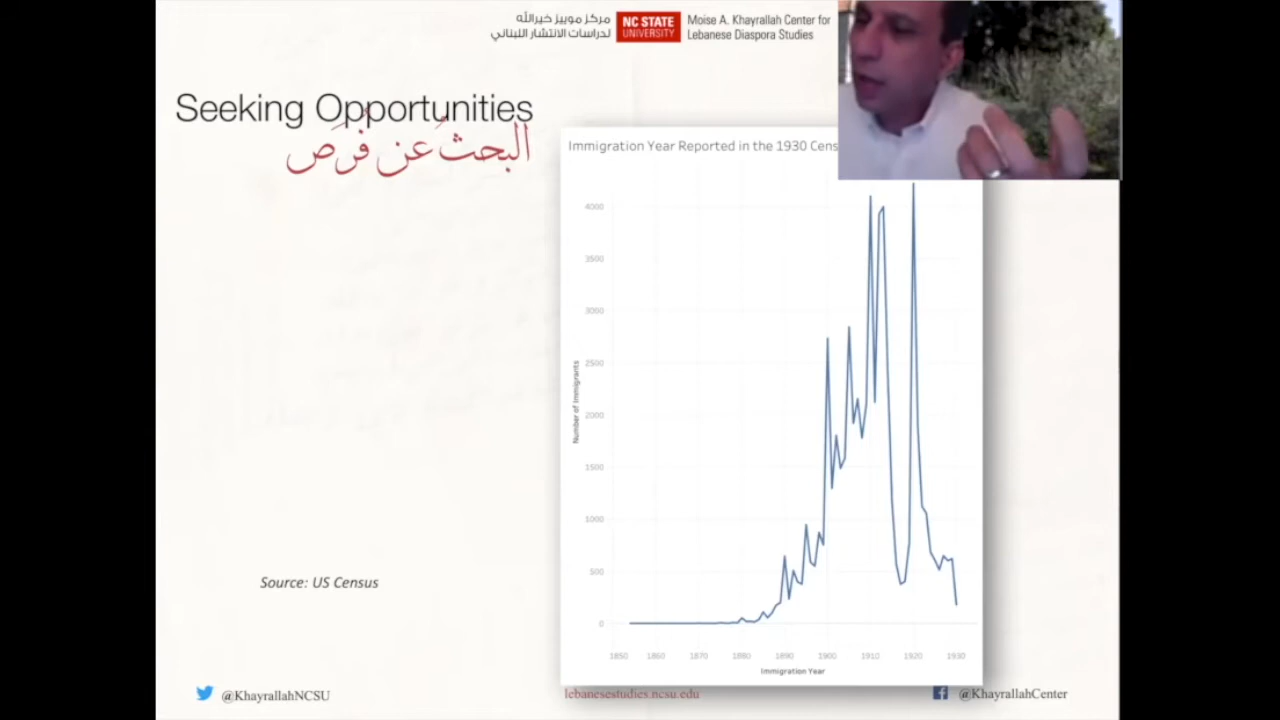 مركز موييز خيرالله
لدراسات الانتشار اللبناني
NC STATE
UNIVERSITY
Moise A. Khayrallah Center for
Lebanese Diaspora Studies
Seeking Opportunities
البحثُ عن فُرَص
Immigration Year Reported in the 1930 Cens
4000
3500
3000
2500
2000
1500
1000
500
0
Number of Immigrants
1850 1860 1870 1880 1890 1900 1910 1920 1930
Immigration Year
Source: US Census
@KhayrallahNCSU
lebanesestudies.ncsu.edu
@KhayrallahCenter